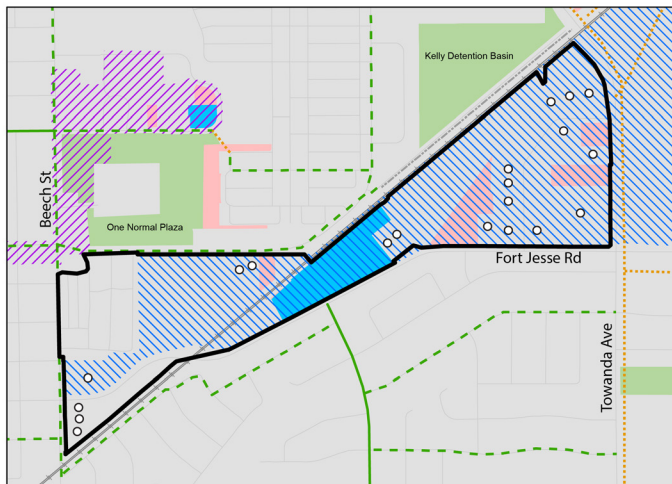 Kelly Detention Basin
Beech St
One Normal Plaza
Fort Jesse Rd
Towanda Ave